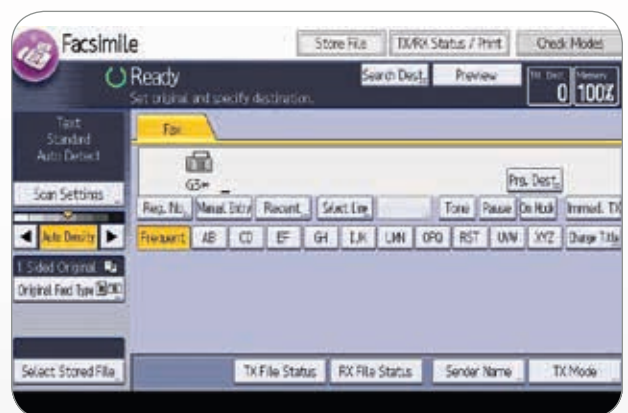 Facsimile
Store File TX/RX Status / Print Check Modes
Ready
Search Dest. Preview
Memory
0 100%
Set original and specify destination.
Text
Standard
Auto Detect
Fax
G3
Prg. Dest.
Scan Settings
Reg. No. Manual Entry Recent Select Line Tone Pause On Hook Immed. TX
Auto Density
Frequent AB CD EF GH IJK LMN OPQ RST UVW XYZ Change Title
1 Sided Original
Original Feed Type
Select Stored File
TX File Status RX File Status Sender Name TX Mode